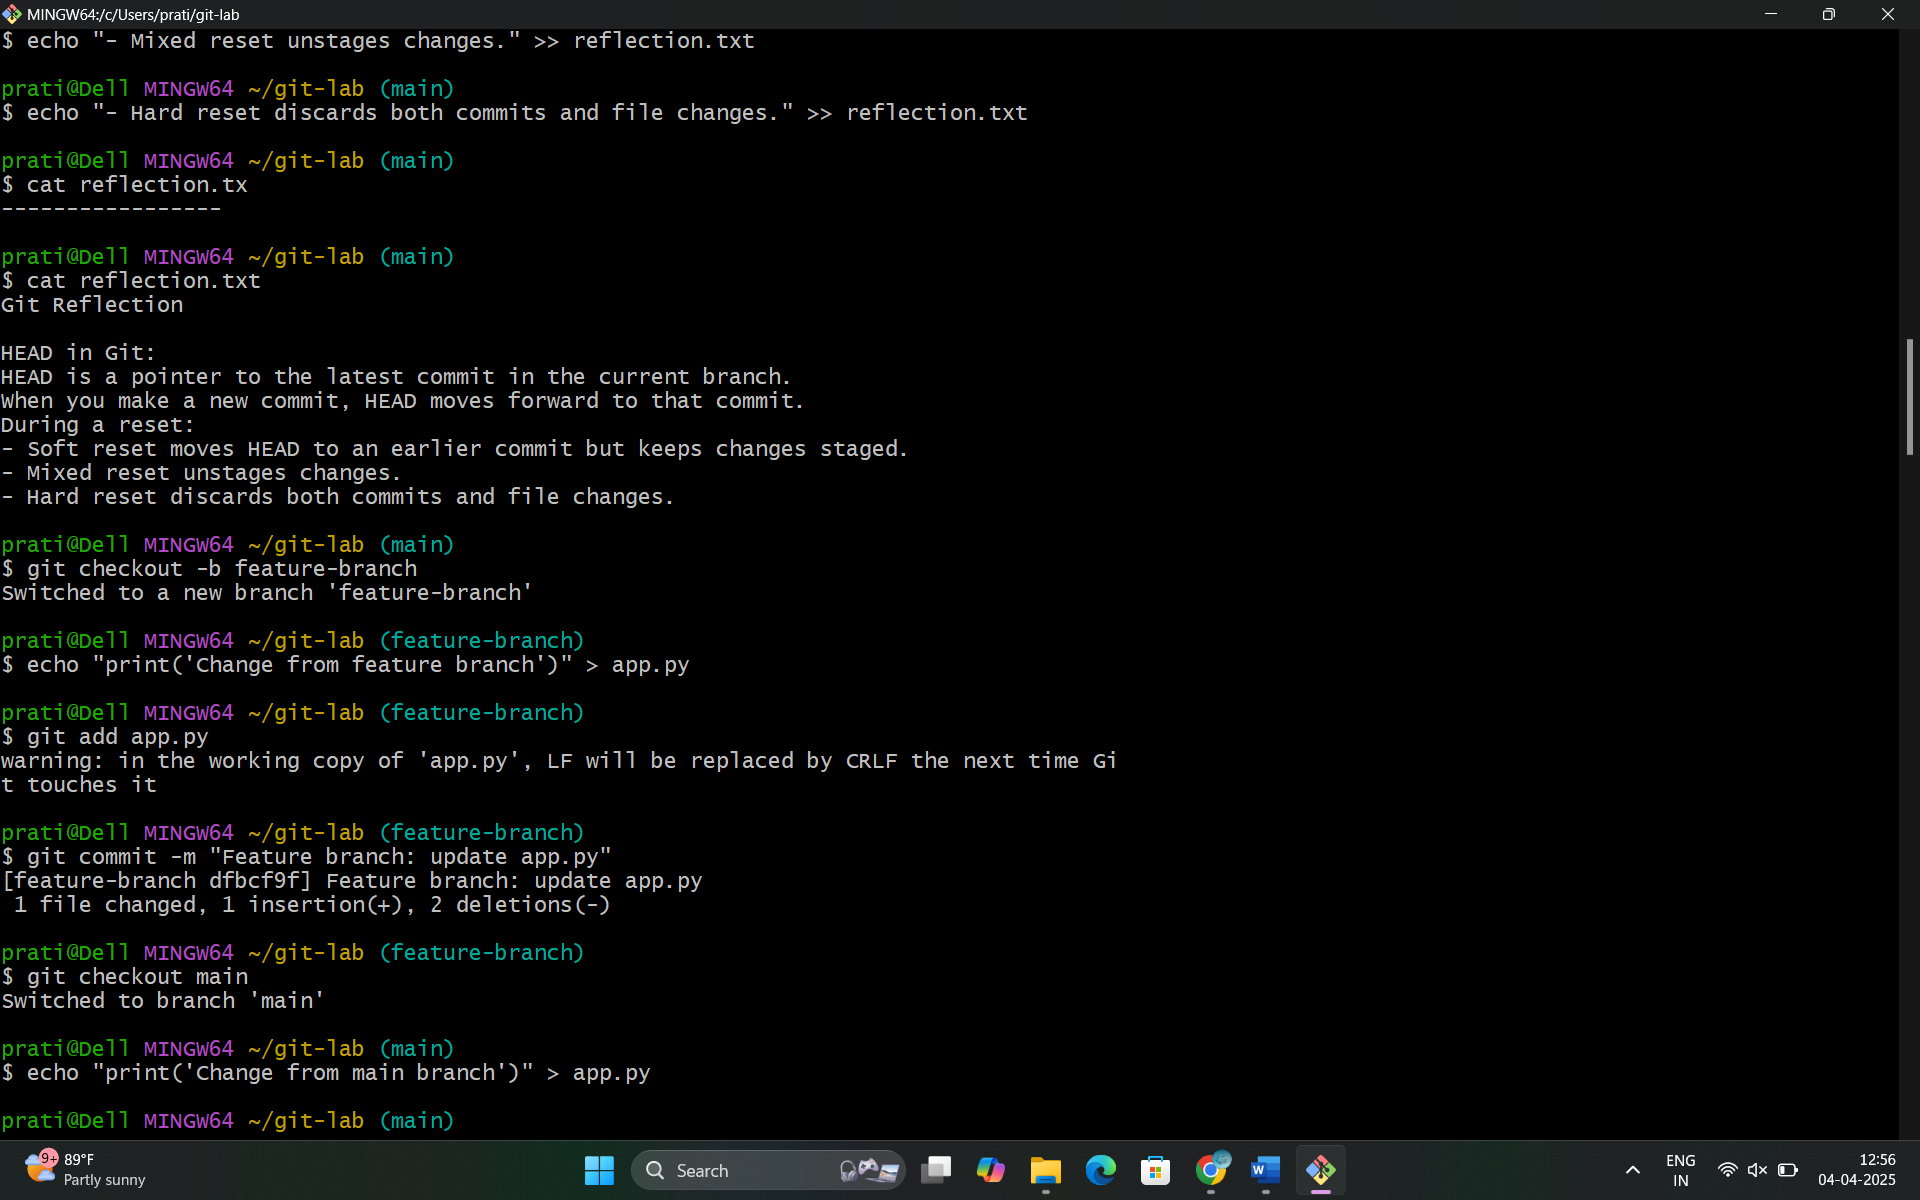 MINGW64:/c/Users/prati/git-lab
$ echo "- Mixed reset unstages changes." >> reflection.txt
prati@Dell MINGW64 ~/git-lab (main)
$ echo "- Hard reset discards both commits and file changes." >> reflection.txt
prati@Dell MINGW64 ~/git-lab (main)
$ cat reflection.tx
-----------------
prati@Dell MINGW64 ~/git-lab (main)
$ cat reflection.txt
Git Reflection
HEAD in Git:
HEAD is a pointer to the latest commit in the current branch.
When you make a new commit, HEAD moves forward to that commit.
During a reset:
- Soft reset moves HEAD to an earlier commit but keeps changes staged.
- Mixed reset unstages changes.
- Hard reset discards both commits and file changes.
prati@Dell MINGW64 ~/git-lab (main)
$ git checkout -b feature-branch
Switched to a new branch 'feature-branch'
prati@Dell MINGW64 ~/git-lab (feature-branch)
$ echo "print('Change from feature branch')" > app.py
prati@Dell MINGW64 ~/git-lab (feature-branch)
$ git add app.py
warning: in the working copy of 'app.py', LF will be replaced by CRLF the next time Gi
t touches it
prati@Dell MINGW64 ~/git-lab (feature-branch)
$ git commit -m "Feature branch: update app.py"
[feature-branch dfbcf9f] Feature branch: update app.py
 1 file changed, 1 insertion(+), 2 deletions(-)
prati@Dell MINGW64 ~/git-lab (feature-branch)
$ git checkout main
Switched to branch 'main'
prati@Dell MINGW64 ~/git-lab (main)
$ echo "print('Change from main branch')" > app.py
prati@Dell MINGW64 ~/git-lab (main)
9+
89°F
Partly sunny
Search
W
ENG
IN
12:56
04-04-2025